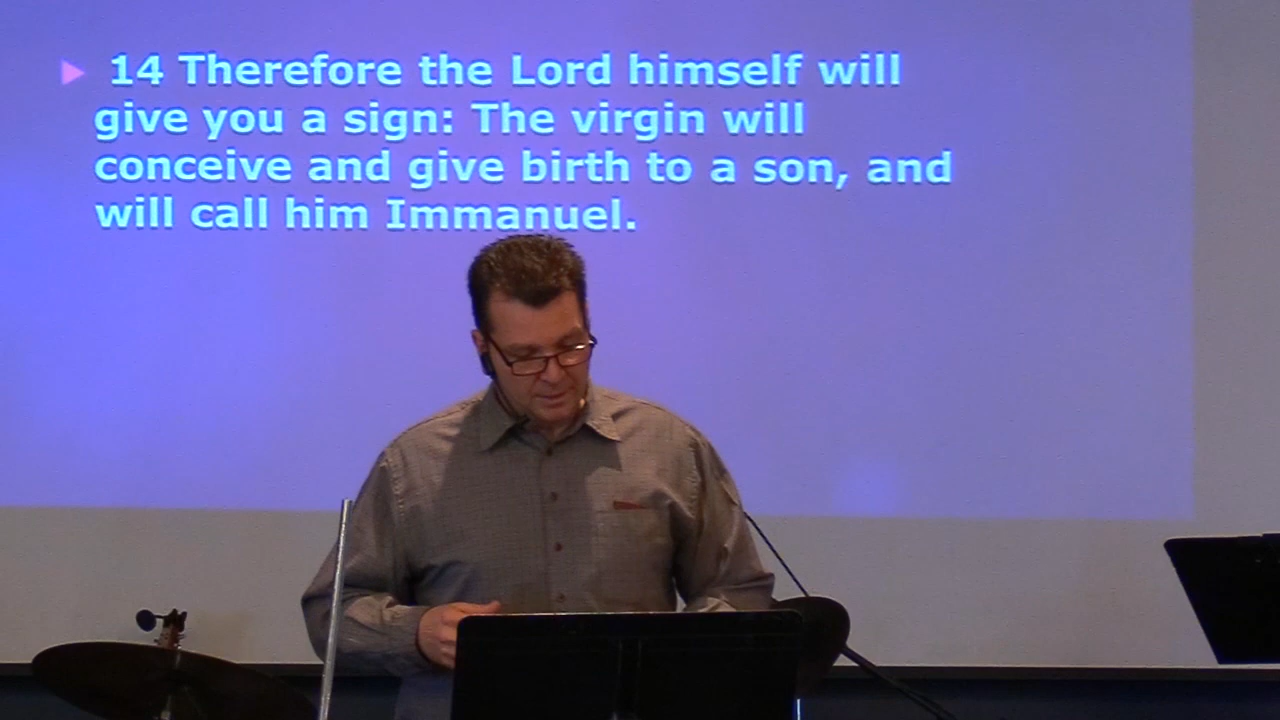 14 Therefore the Lord himself will
give you a sign: The virgin will
conceive and give birth to a son, and
will call him Immanuel.